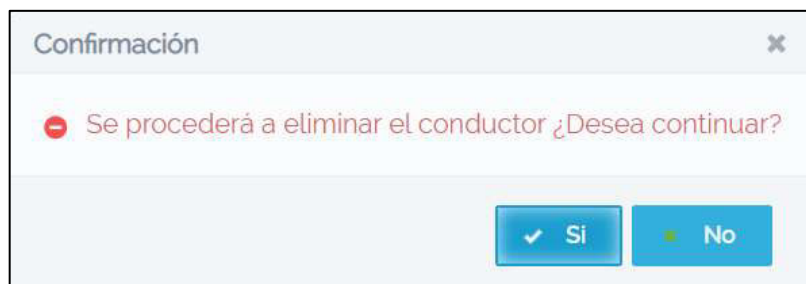 Confirmación
Se procederá a eliminar el conductor ¿Desea continuar?
Si
No